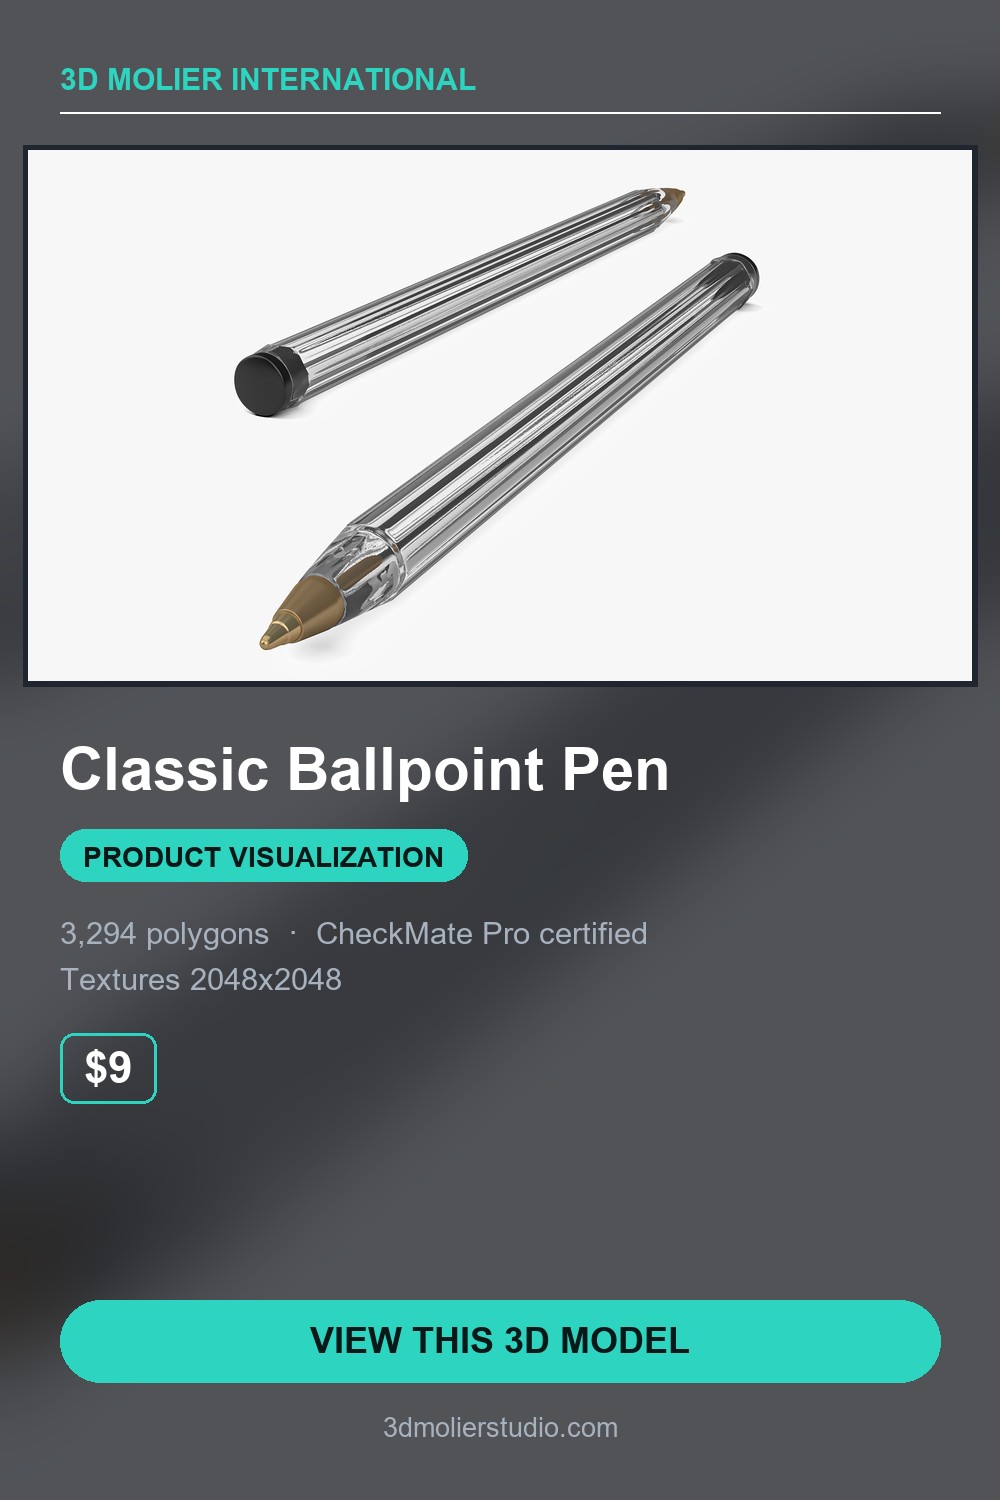 3D MOLIER INTERNATIONAL
Classic Ballpoint Pen
PRODUCT VISUALIZATION
3,294 polygons · CheckMate Pro certified
Textures 2048x2048
$9
VIEW THIS 3D MODEL
3dmolierstudio.com